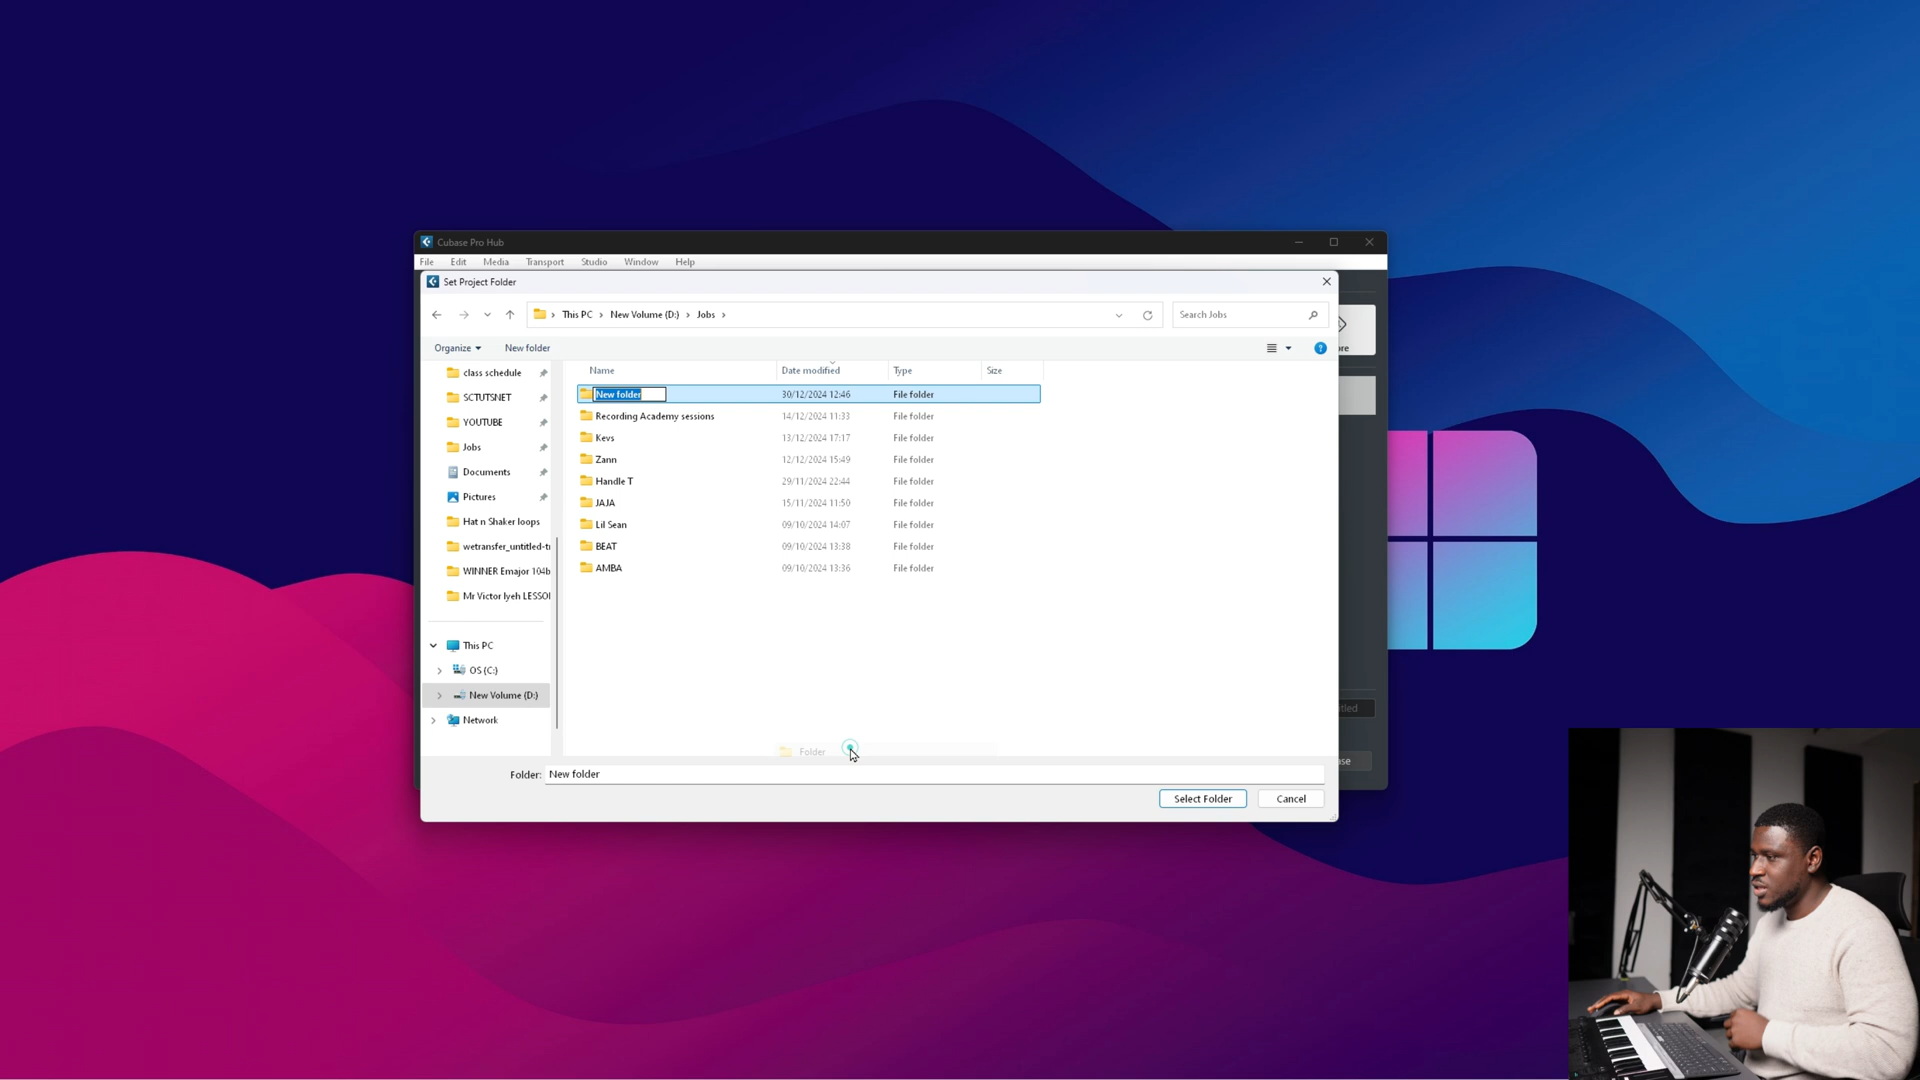 Cubase Pro Hub
File Edit Media Transport Studio Window Help
Set Project Folder
This PC New Volume (D:) Jobs
Search Jobs
Organize New folder
Name Date modified Type Size
class schedule
SCTUTSNET
YOUTUBE
Jobs
Documents
Pictures
Hat n Shaker loops
wetransfer_untitled-tr
WINNER Emajor 104b
Mr Victor Iyeh LESSO
This PC
OS (C:)
New Volume (D:)
Network
New folder 30/12/2024 12:46 File folder
Recording Academy sessions 14/12/2024 11:33 File folder
Kevs 13/12/2024 17:17 File folder
Zann 12/12/2024 15:49 File folder
Handle T 29/11/2024 22:44 File folder
JAJA 15/11/2024 11:50 File folder
Lil Sean 09/10/2024 14:07 File folder
BEAT 09/10/2024 13:38 File folder
AMBA 09/10/2024 13:36 File folder
Folder
Folder: New folder
Select Folder Cancel